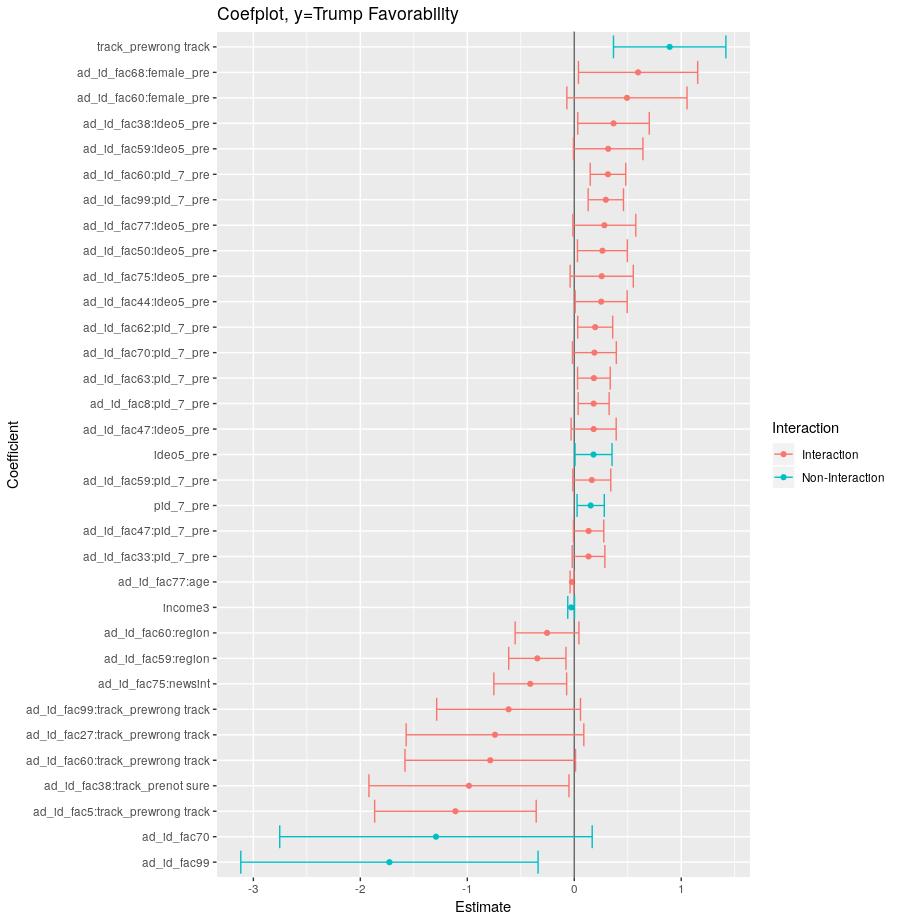 Coefplot, y=Trump Favorability
track_prewrong track
ad_id_fac68:female_pre
ad_id_fac60:female_pre
ad_id_fac38:ideo5_pre
ad_id_fac59:ideo5_pre
ad_id_fac60:pid_7_pre
ad_id_fac99:pid_7_pre
ad_id_fac77:ideo5_pre
ad_id_fac50:ideo5_pre
ad_id_fac75:ideo5_pre
ad_id_fac44:ideo5_pre
ad_id_fac62:pid_7_pre
ad_id_fac70:pid_7_pre
ad_id_fac63:pid_7_pre
ad_id_fac8:pid_7_pre
ad_id_fac47:ideo5_pre
ideo5_pre
ad_id_fac59:pid_7_pre
pid_7_pre
ad_id_fac47:pid_7_pre
ad_id_fac33:pid_7_pre
ad_id_fac77:age
income3
ad_id_fac60:region
ad_id_fac59:region
ad_id_fac75:newsint
ad_id_fac99:track_prewrong track
ad_id_fac27:track_prewrong track
ad_id_fac60:track_prewrong track
ad_id_fac38:track_prenot sure
ad_id_fac5:track_prewrong track
ad_id_fac70
ad_id_fac99
Coefficient
-3 -2 -1 0 1
Estimate
Interaction
Interaction
Non-Interaction